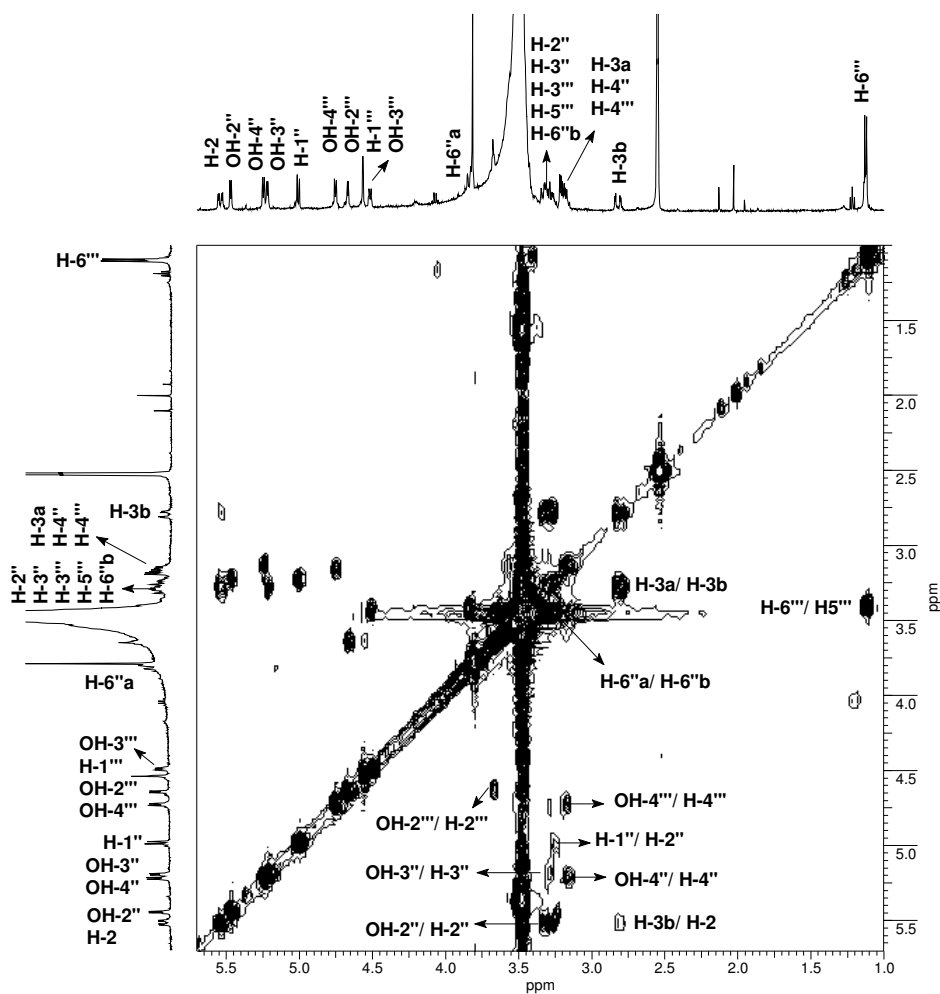 H-2
OH-2"
OH-4"
OH-3"
H-1"
OH-4'''
OH-2'''
H-1'''
OH-3'''
H-6"a
H-2"
H-3"
H-3'''
H-5'''
H-6"b
H-3a
H-4"
H-4'''
H-3b
H-6'''
H-6'''
H-3b
H-3a
H-4"
H-4'''
H-2"
H-3"
H-3'''
H-5'''
H-6"b
H-6"a
OH-3'''
H-1'''
OH-2'''
OH-4'''
H-1"
OH-3"
OH-4"
OH-2"
H-2
H-3a/ H-3b
H-6'''/ H5'''
H-6"a/ H-6"b
OH-2'''/ H-2'''
OH-4'''/ H-4'''
H-1"/ H-2"
OH-3"/ H-3"
OH-4"/ H-4"
OH-2"/ H-2"
H-3b/ H-2
1.5
2.0
2.5
3.0
3.5
4.0
4.5
5.0
5.5
ppm
5.5 5.0 4.5 4.0 3.5 3.0 2.5 2.0 1.5 1.0
ppm